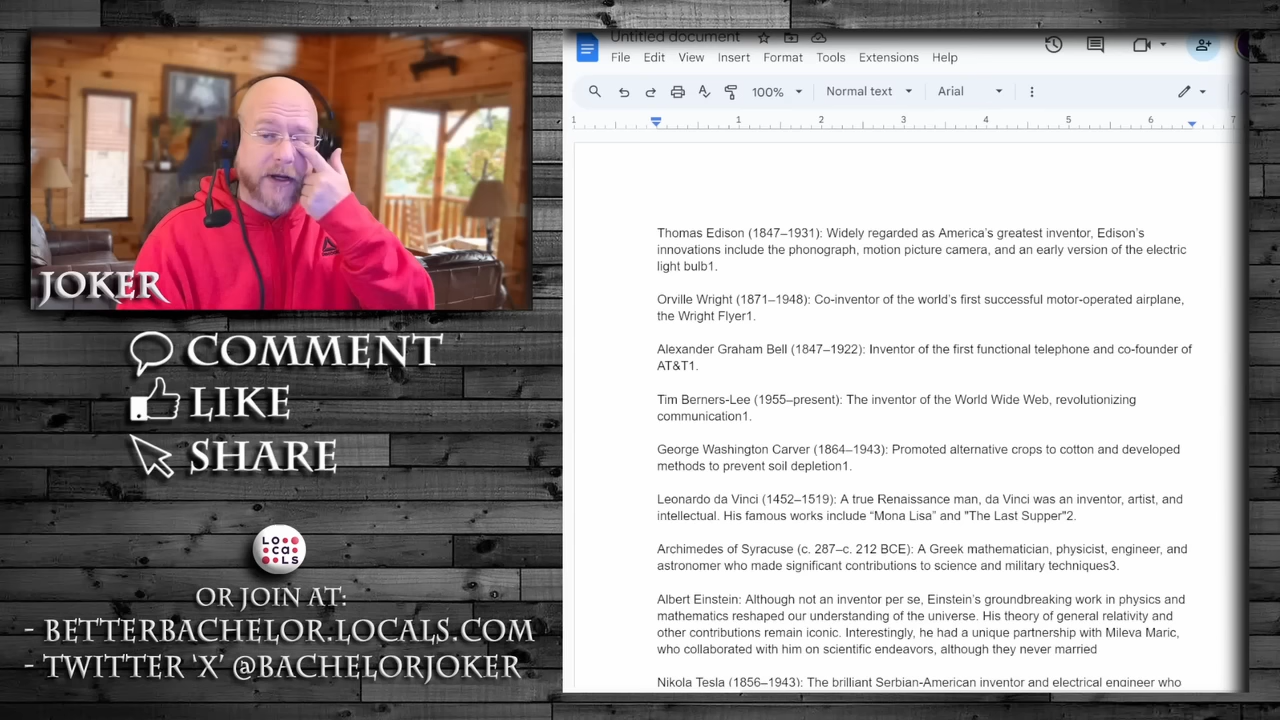 JOKER
COMMENT
LIKE
SHARE
LOCALS
OR JOIN AT:
- BETTERBACHELOR.LOCALS.COM
- TWITTER 'X' @BACHELORJOKER
Untitled document
File Edit View Insert Format Tools Extensions Help
100% Normal text Arial
1 1 2 3 4 5 6 7
Thomas Edison (1847–1931): Widely regarded as America's greatest inventor, Edison's
innovations include the phonograph, motion picture camera, and an early version of the electric
light bulb1.
Orville Wright (1871–1948): Co-inventor of the world's first successful motor-operated airplane,
the Wright Flyer1.
Alexander Graham Bell (1847–1922): Inventor of the first functional telephone and co-founder of
AT&T1.
Tim Berners-Lee (1955–present): The inventor of the World Wide Web, revolutionizing
communication1.
George Washington Carver (1864–1943): Promoted alternative crops to cotton and developed
methods to prevent soil depletion1.
Leonardo da Vinci (1452–1519): A true Renaissance man, da Vinci was an inventor, artist, and
intellectual. His famous works include “Mona Lisa” and "The Last Supper"2.
Archimedes of Syracuse (c. 287–c. 212 BCE): A Greek mathematician, physicist, engineer, and
astronomer who made significant contributions to science and military techniques3.
Albert Einstein: Although not an inventor per se, Einstein's groundbreaking work in physics and
mathematics reshaped our understanding of the universe. His theory of general relativity and
other contributions remain iconic. Interestingly, he had a unique partnership with Mileva Maric,
who collaborated with him on scientific endeavors, although they never married
Nikola Tesla (1856–1943): The brilliant Serbian-American inventor and electrical engineer who